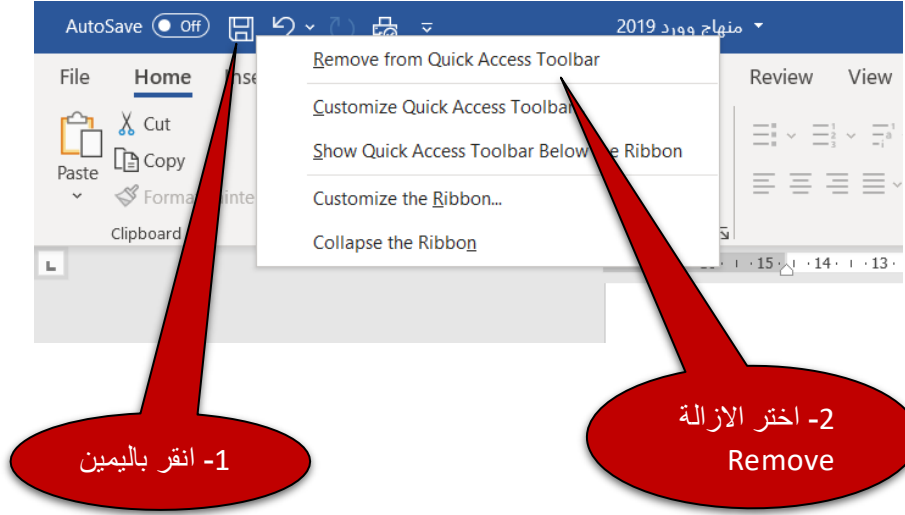 AutoSave Off منهاج وورد 2019
File Home Inse Review View
Remove from Quick Access Toolbar
Cut
Customize Quick Access Toolbar
Copy
Show Quick Access Toolbar Below the Ribbon
Paste
Customize the Ribbon...
Clipboard
Collapse the Ribbon
15 14 13
1- انقر باليمين
2- اختر الازالة
Remove